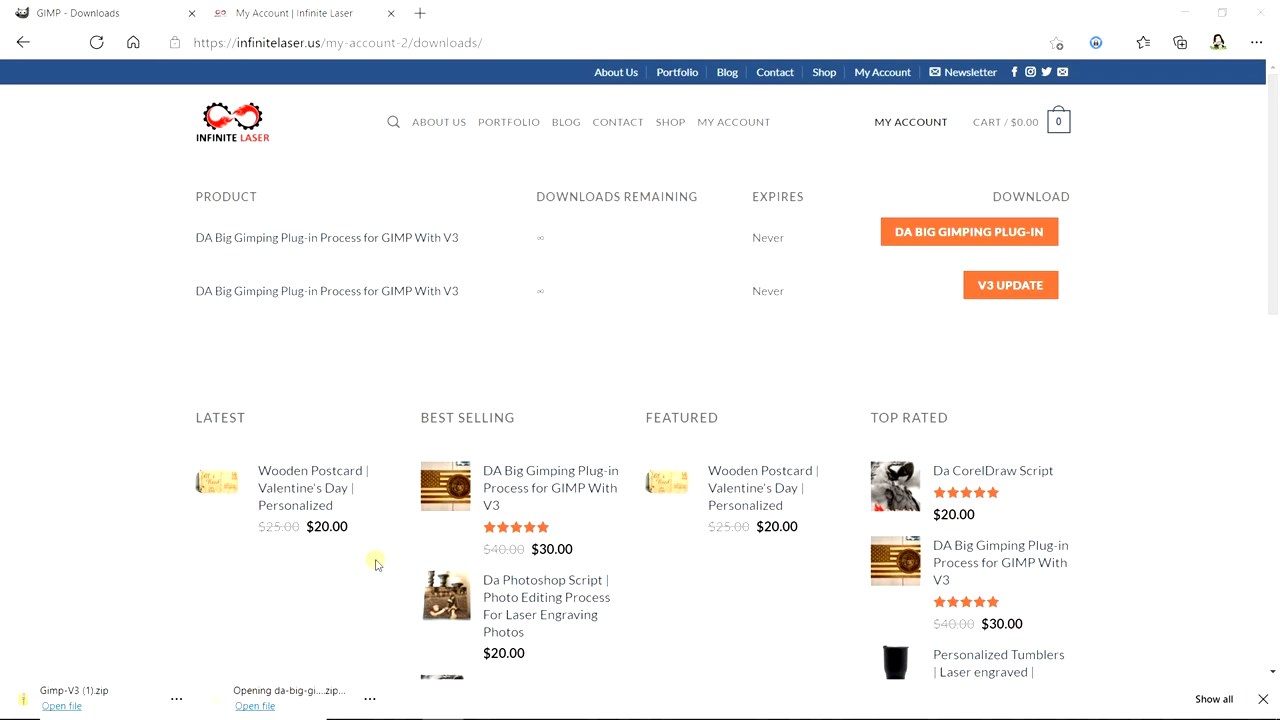 GIMP - Downloads
My Account | Infinite Laser
https://infinitelaser.us/my-account-2/downloads/
About Us
Portfolio
Blog
Contact
Shop
My Account
Newsletter
INFINITE LASER
ABOUT US
PORTFOLIO
BLOG
CONTACT
SHOP
MY ACCOUNT
MY ACCOUNT
CART / $0.00
0
PRODUCT
DOWNLOADS REMAINING
EXPIRES
DOWNLOAD
DA Big Gimping Plug-in Process for GIMP With V3
∞
Never
DA BIG GIMPING PLUG-IN
DA Big Gimping Plug-in Process for GIMP With V3
∞
Never
V3 UPDATE
LATEST
Wooden Postcard |
Valentine's Day |
Personalized
$25.00 $20.00
BEST SELLING
DA Big Gimping Plug-in
Process for GIMP With
V3
$40.00 $30.00
Da Photoshop Script |
Photo Editing Process
For Laser Engraving
Photos
$20.00
FEATURED
Wooden Postcard |
Valentine's Day |
Personalized
$25.00 $20.00
TOP RATED
Da CorelDraw Script
$20.00
DA Big Gimping Plug-in
Process for GIMP With
V3
$40.00 $30.00
Personalized Tumblers
| Laser engraved |
Gimp-V3 (1).zip
Open file
Opening da-big-gi....zip...
Open file
Show all